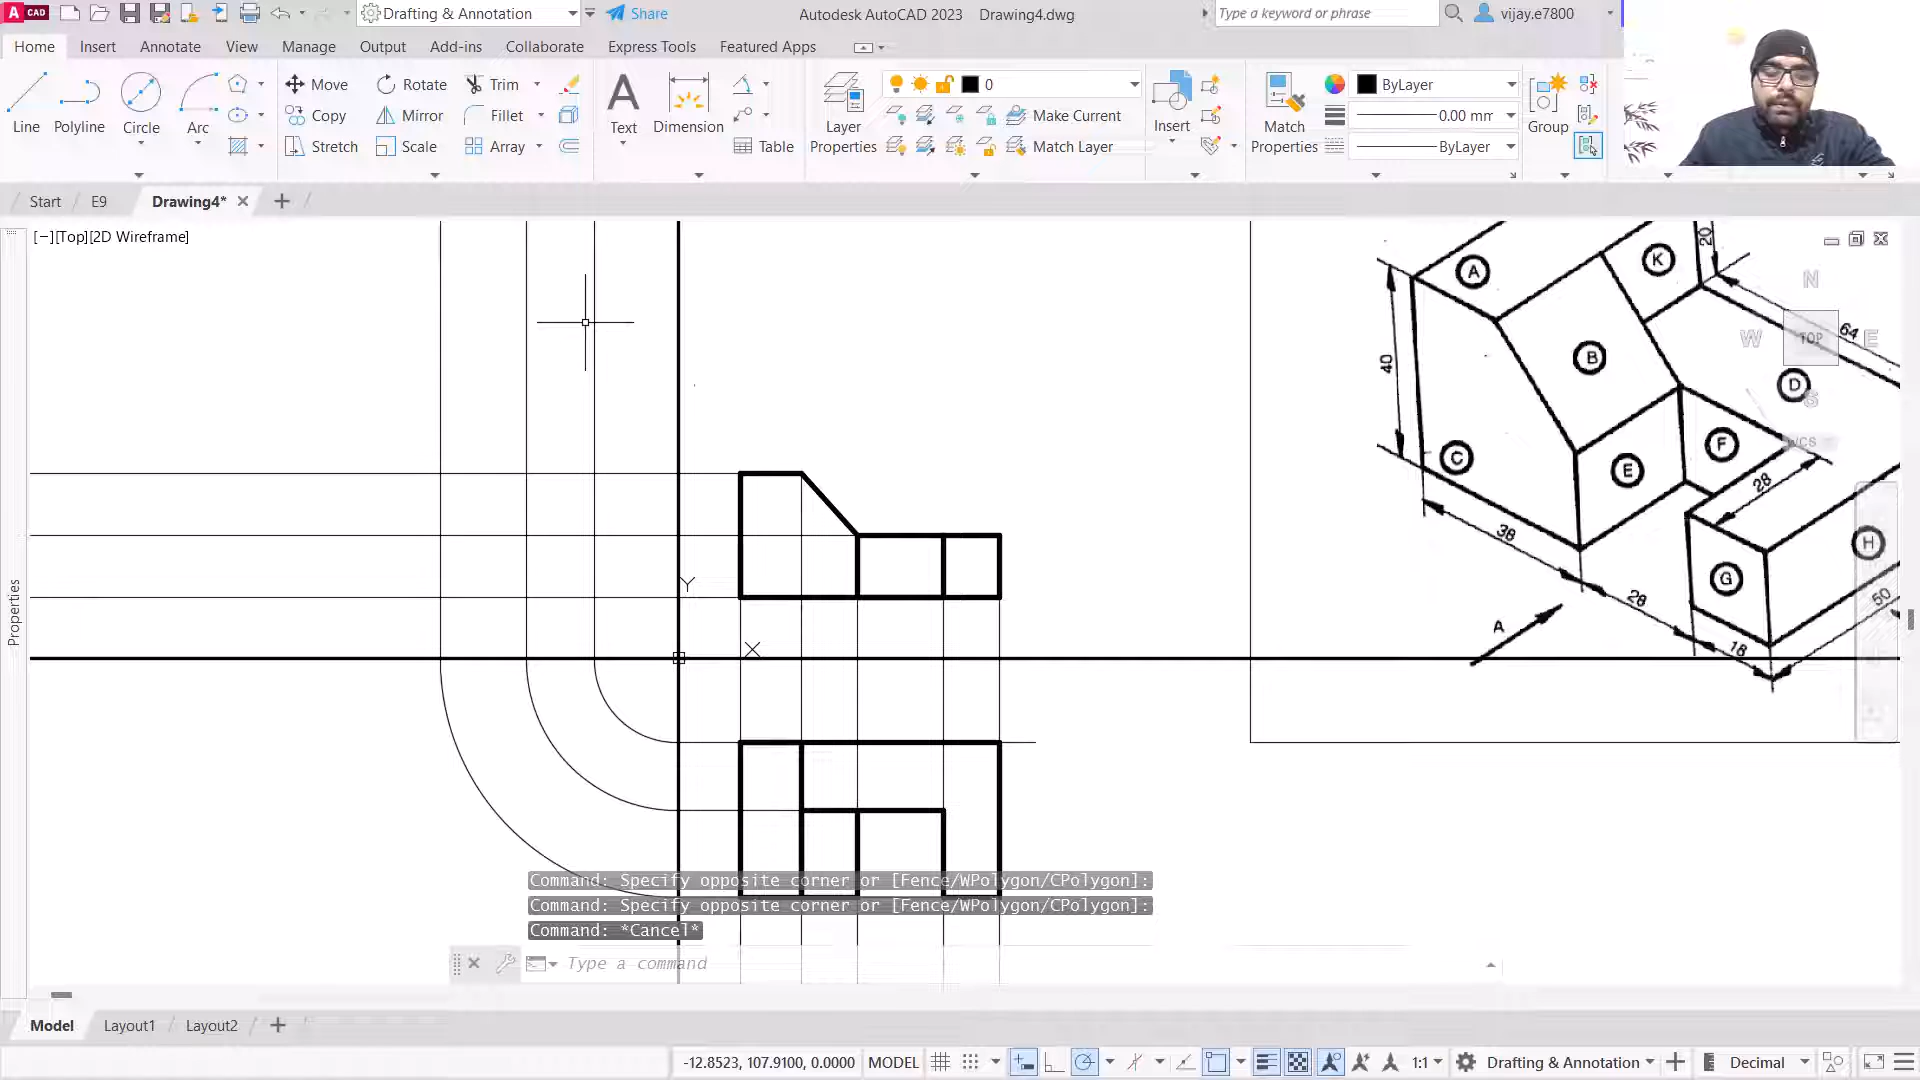 A CAD
Drafting & Annotation
Share
Autodesk AutoCAD 2023 Drawing4.dwg
Type a keyword or phrase
vijay.e7800
Home Insert Annotate View Manage Output Add-ins Collaborate Express Tools Featured Apps
Line
Polyline
Circle
Arc
Move
Copy
Stretch
Rotate
Mirror
Scale
Trim
Fillet
Array
Text
Dimension
Table
Layer
Properties
0
Make Current
Match Layer
Insert
Match
Properties
ByLayer
0.00 mm
ByLayer
Group
Start E9 Drawing4*
[−][Top][2D Wireframe]
Properties
Y
X
A
K
20
N
W
TOP
E
S
WCS
64
40
B
D
C
E
F
28
H
G
38
28
18
50
A
Command: Specify opposite corner or [Fence/WPolygon/CPolygon]:
Command: Specify opposite corner or [Fence/WPolygon/CPolygon]:
Command: *Cancel*
Type a command
Model Layout1 Layout2
-12.8523, 107.9100, 0.0000 MODEL
1:1
Drafting & Annotation
Decimal